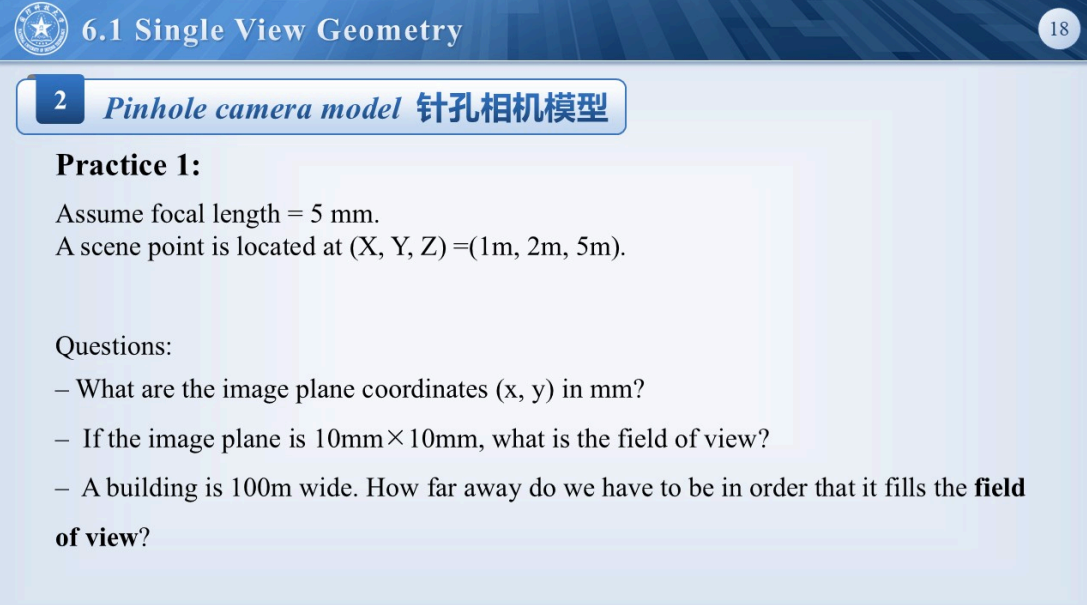 6.1 Single View Geometry
18
2
Pinhole camera model 针孔相机模型
Practice 1:
Assume focal length = 5 mm.
A scene point is located at (X, Y, Z) =(1m, 2m, 5m).
Questions:
– What are the image plane coordinates (x, y) in mm?
– If the image plane is 10mm×10mm, what is the field of view?
– A building is 100m wide. How far away do we have to be in order that it fills the field
of view?